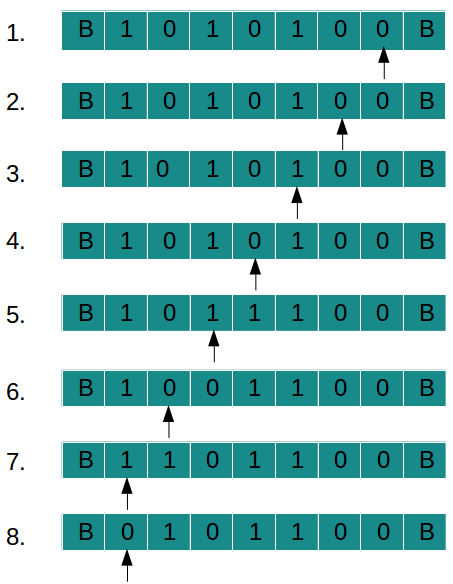 1. B 1 0 1 0 1 0 0 B
2. B 1 0 1 0 1 0 0 B
3. B 1 0 1 0 1 0 0 B
4. B 1 0 1 0 1 0 0 B
5. B 1 0 1 1 1 0 0 B
6. B 1 0 0 1 1 0 0 B
7. B 1 1 0 1 1 0 0 B
8. B 0 1 0 1 1 0 0 B